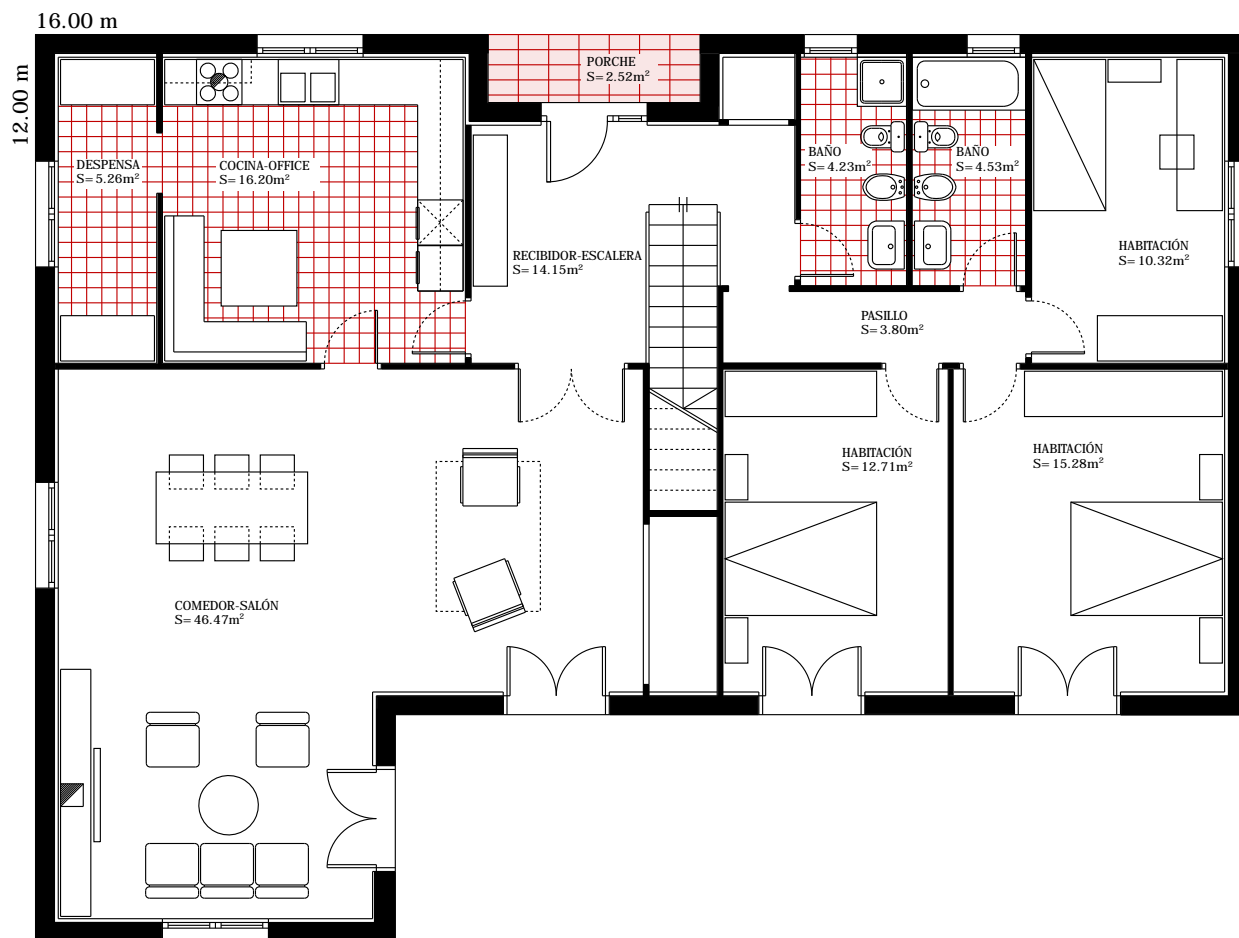 16.00 m
12.00 m
PORCHE
S=2.52m²
DESPENSA
S=5.26m²
COCINA-OFFICE
S=16.20m²
BAÑO
S=4.23m²
BAÑO
S=4.53m²
RECIBIDOR-ESCALERA
S=14.15m²
HABITACIÓN
S=10.32m²
PASILLO
S=3.80m²
HABITACIÓN
S=12.71m²
HABITACIÓN
S=15.28m²
COMEDOR-SALÓN
S=46.47m²